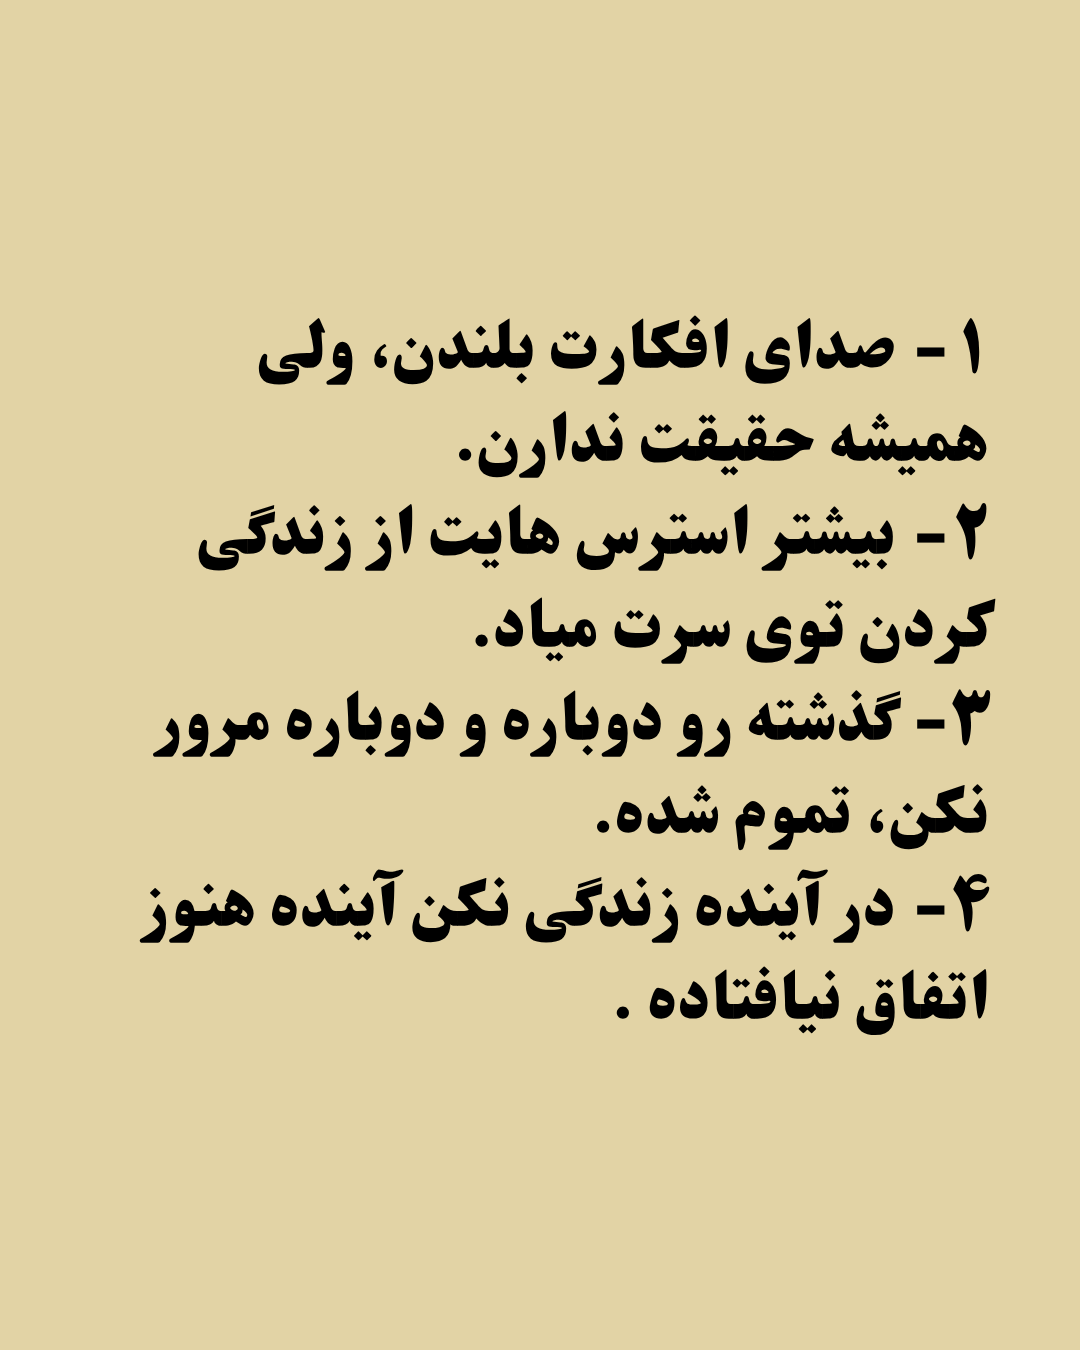 ۱- صدای افکارت بلندن، ولی
همیشه حقیقت ندارن.
۲- بیشتر استرس هایت از زندگی
کردن توی سرت میاد.
۳- گذشته رو دوباره و دوباره مرور
نکن، تموم شده.
۴- در آینده زندگی نکن آینده هنوز
اتفاق نیافتاده .